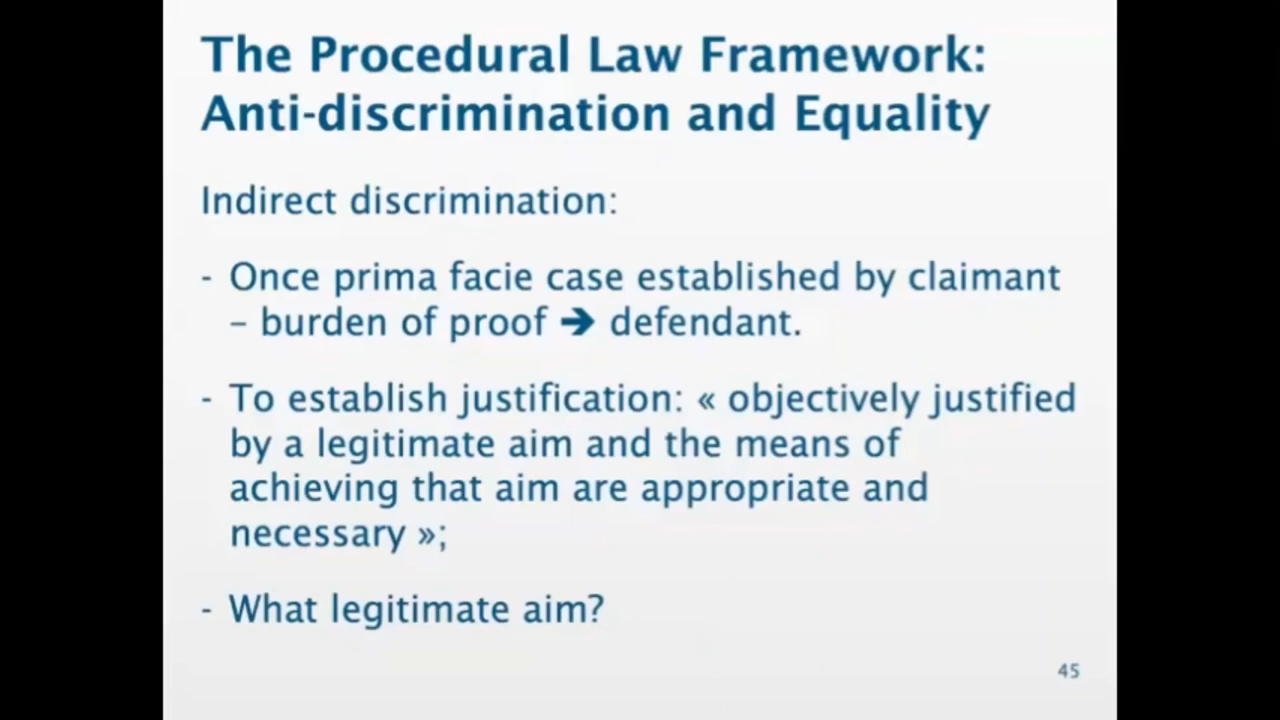 The Procedural Law Framework:
Anti-discrimination and Equality
Indirect discrimination:
- Once prima facie case established by claimant
– burden of proof ➔ defendant.
- To establish justification: « objectively justified
by a legitimate aim and the means of
achieving that aim are appropriate and
necessary »;
- What legitimate aim?
45